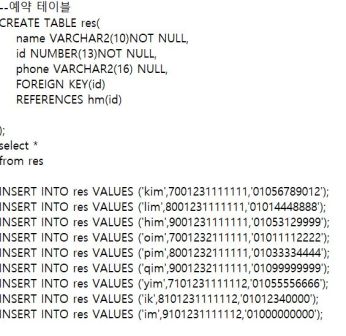 --예약 테이블
CREATE TABLE res(
name VARCHAR2(10)NOT NULL,
id NUMBER(13)NOT NULL,
phone VARCHAR2(16) NULL,
FOREIGN KEY(id)
REFERENCES hm(id)
);
select *
from res
INSERT INTO res VALUES ('kim',7001231111111,'01056789012');
INSERT INTO res VALUES ('lim',8001231111111,'01014448888');
INSERT INTO res VALUES ('him',9001231111111,'01053129999');
INSERT INTO res VALUES ('oim',7001232111111,'01011112222');
INSERT INTO res VALUES ('pim',8001232111111,'01033334444');
INSERT INTO res VALUES ('qim',9001232111111,'01099999999');
INSERT INTO res VALUES ('yim',7101231111112,'01055556666');
INSERT INTO res VALUES ('ik',8101231111112,'01012340000');
INSERT INTO res VALUES ('im',9101231111112,'01000000000');